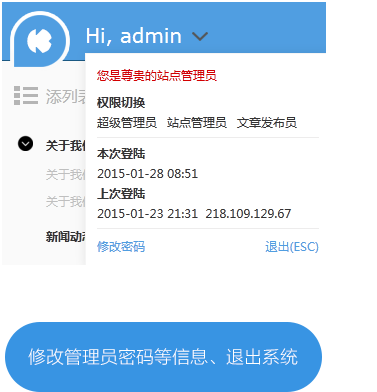 Hi, admin
您是尊贵的站点管理员
添列表
权限切换
超级管理员 站点管理员 文章发布员
关于我们
本次登陆
2015-01-28 08:51
关于我
上次登陆
关于我
2015-01-23 21:31 218.109.129.67
新闻动态
修改密码 退出(ESC)
修改管理员密码等信息、退出系统